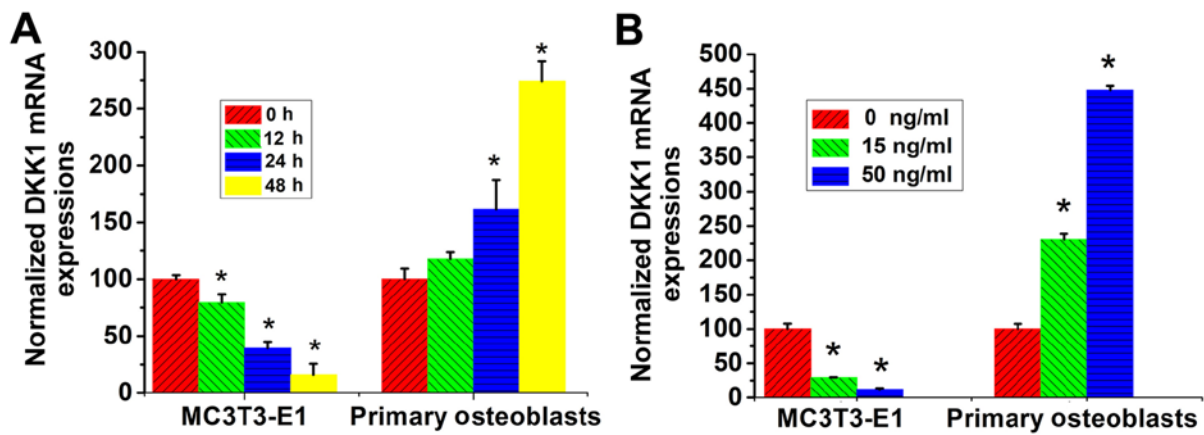 A
Normalized DKK1 mRNA
expressions
300
250
200
150
100
50
0
0 h
12 h
24 h
48 h
*
*
*
*
*
MC3T3-E1
Primary osteoblasts
B
Normalized DKK1 mRNA
expressions
500
450
400
350
300
250
200
150
100
50
0
0 ng/ml
15 ng/ml
50 ng/ml
*
*
*
*
MC3T3-E1
Primary osteoblasts